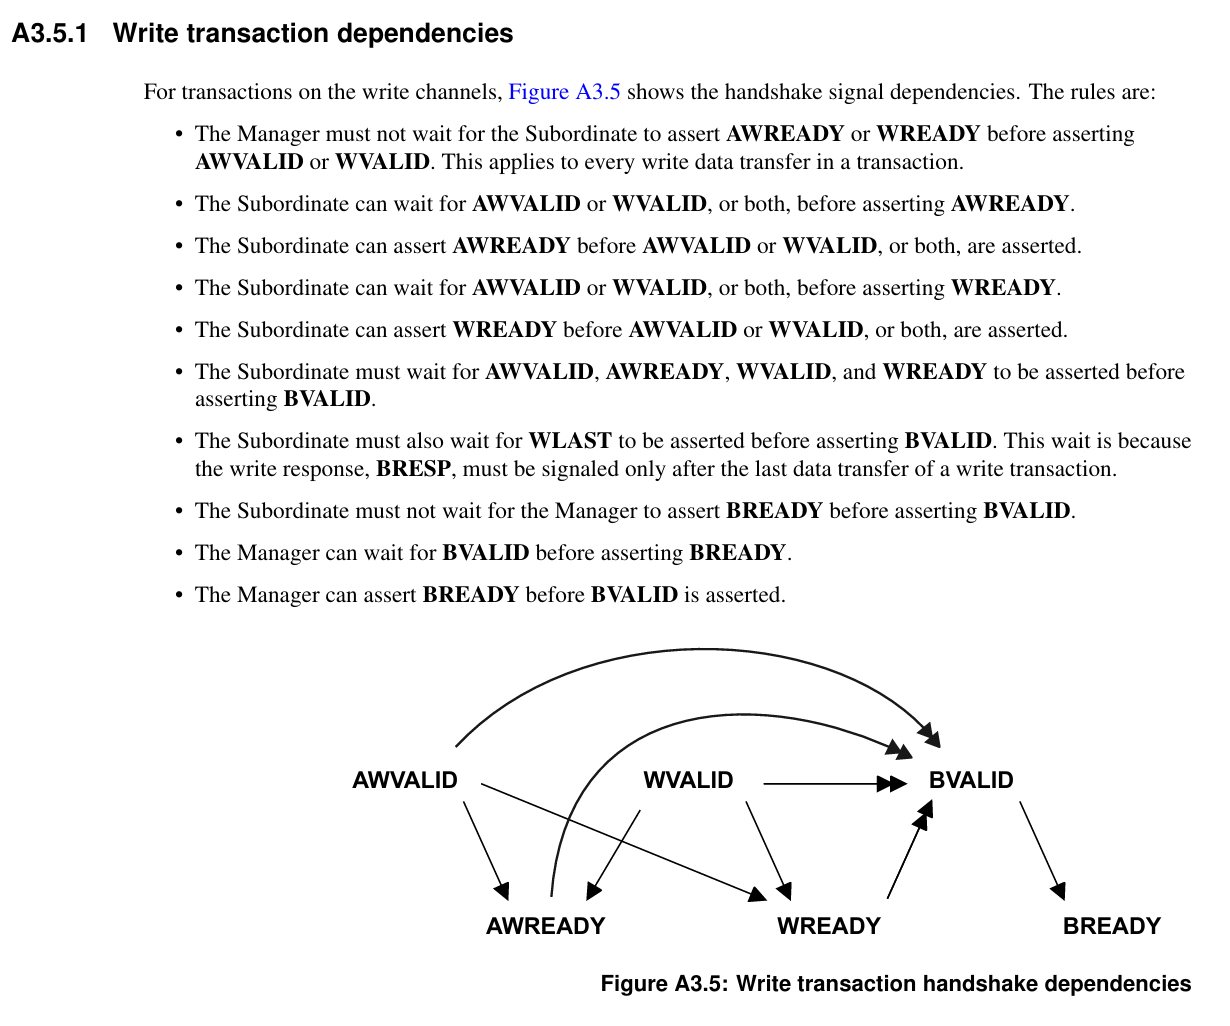 A3.5.1 Write transaction dependencies
For transactions on the write channels, Figure A3.5 shows the handshake signal dependencies. The rules are:
• The Manager must not wait for the Subordinate to assert AWREADY or WREADY before asserting
AWVALID or WVALID. This applies to every write data transfer in a transaction.
• The Subordinate can wait for AWVALID or WVALID, or both, before asserting AWREADY.
• The Subordinate can assert AWREADY before AWVALID or WVALID, or both, are asserted.
• The Subordinate can wait for AWVALID or WVALID, or both, before asserting WREADY.
• The Subordinate can assert WREADY before AWVALID or WVALID, or both, are asserted.
• The Subordinate must wait for AWVALID, AWREADY, WVALID, and WREADY to be asserted before
asserting BVALID.
• The Subordinate must also wait for WLAST to be asserted before asserting BVALID. This wait is because
the write response, BRESP, must be signaled only after the last data transfer of a write transaction.
• The Subordinate must not wait for the Manager to assert BREADY before asserting BVALID.
• The Manager can wait for BVALID before asserting BREADY.
• The Manager can assert BREADY before BVALID is asserted.
AWVALID WVALID BVALID
AWREADY WREADY BREADY
Figure A3.5: Write transaction handshake dependencies